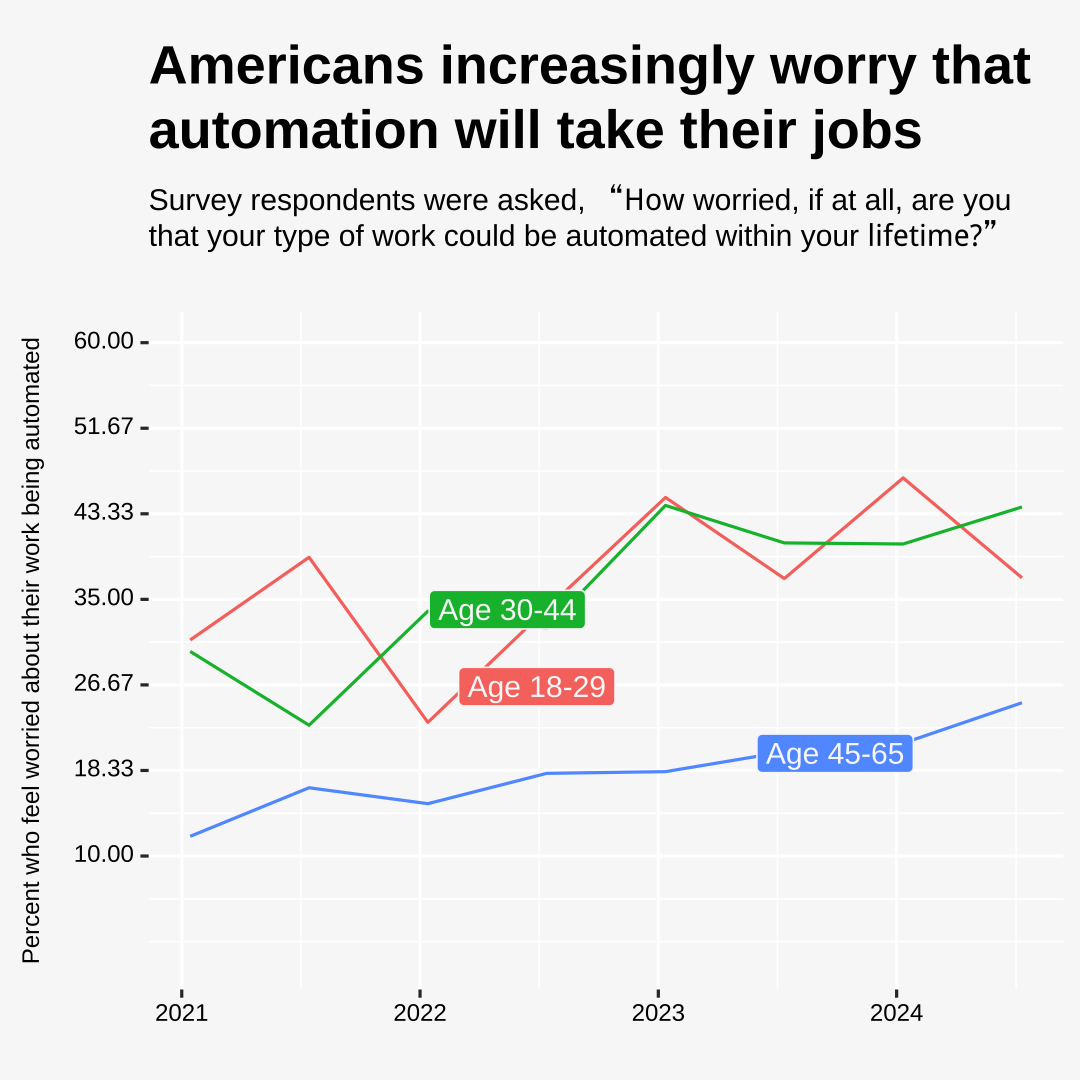 Americans increasingly worry that
automation will take their jobs
Survey respondents were asked, “How worried, if at all, are you
that your type of work could be automated within your lifetime?”
Percent who feel worried about their work being automated
60.00
51.67
43.33
35.00
26.67
18.33
10.00
Age 30-44
Age 18-29
Age 45-65
2021
2022
2023
2024